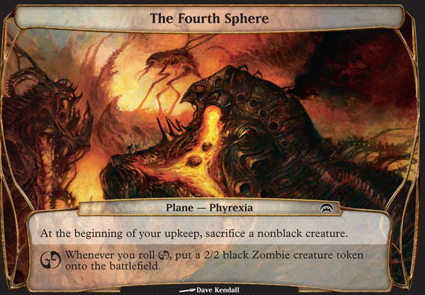 The Fourth Sphere
Plane — Phyrexia
At the beginning of your upkeep, sacrifice a nonblack creature.
Whenever you roll , put a 2/2 black Zombie creature token
onto the battlefield.
Dave Kendall